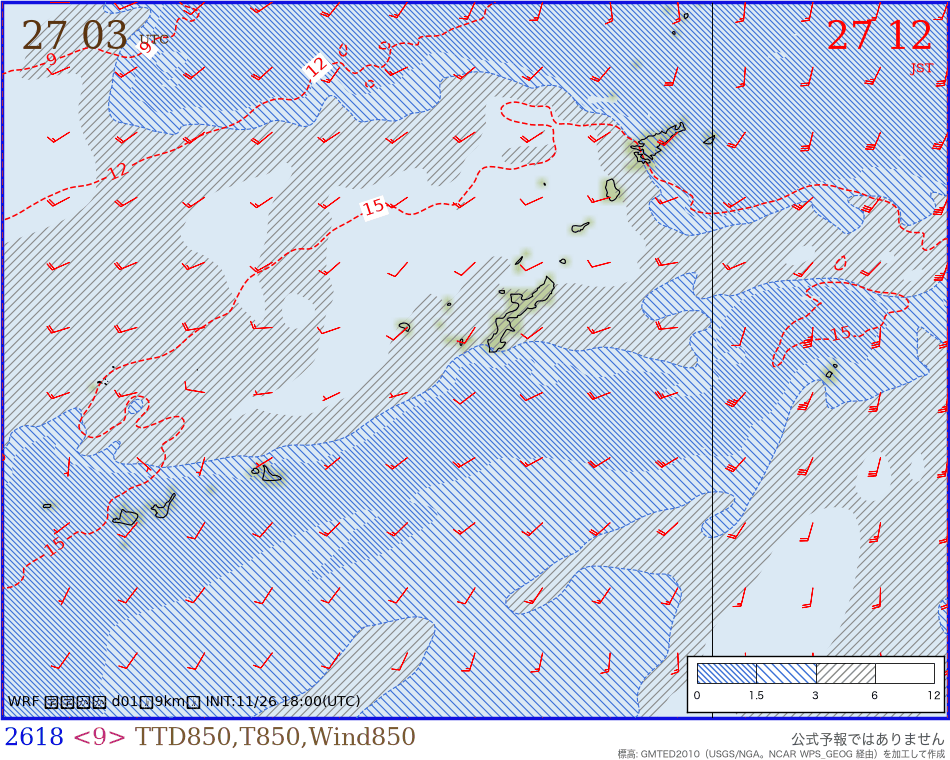 27 03 UTC
27 12
JST
9
9
12
12
15
15
15
WRF d01 9km INIT:11/26 18:00(UTC)
0 1.5 3 6 12
2618 <9> TTD850,T850,Wind850
公式予報ではありません
標高: GMTED2010（USGS/NGA。NCAR WPS_GEOG 経由）を加工して作成